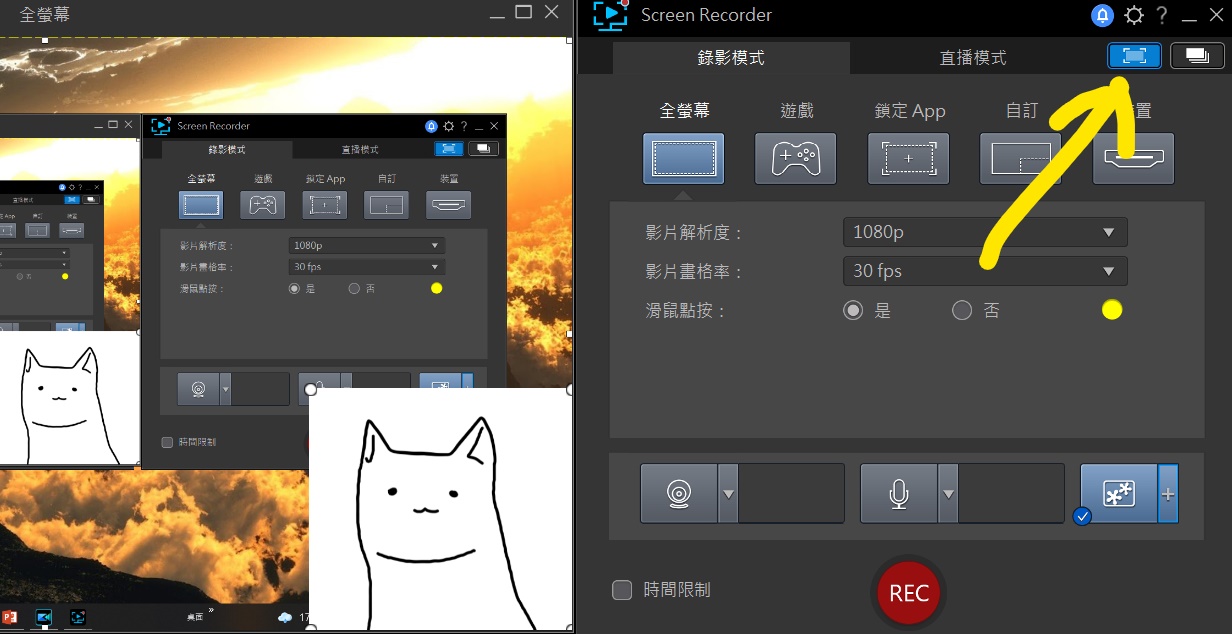 全螢幕
Screen Recorder
錄影模式
直播模式
全螢幕
遊戲
鎖定 App
自訂
裝置
影片解析度：
1080p
影片畫格率：
30 fps
滑鼠點按：
是
否
時間限制
桌面
17
Screen Recorder
錄影模式
直播模式
全螢幕
遊戲
鎖定 App
自訂
置
影片解析度：
1080p
影片畫格率：
30 fps
滑鼠點按：
是
否
時間限制
REC